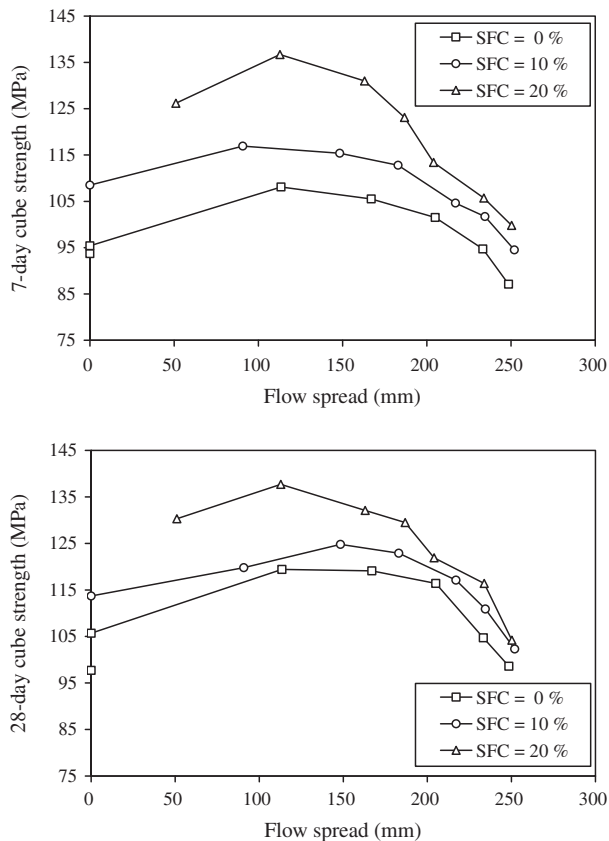 145
135
125
115
105
95
85
75
7-day cube strength (MPa)
SFC = 0 %
SFC = 10 %
SFC = 20 %
0 50 100 150 200 250 300
Flow spread (mm)
145
135
125
115
105
95
85
75
28-day cube strength (MPa)
SFC = 0 %
SFC = 10 %
SFC = 20 %
0 50 100 150 200 250 300
Flow spread (mm)